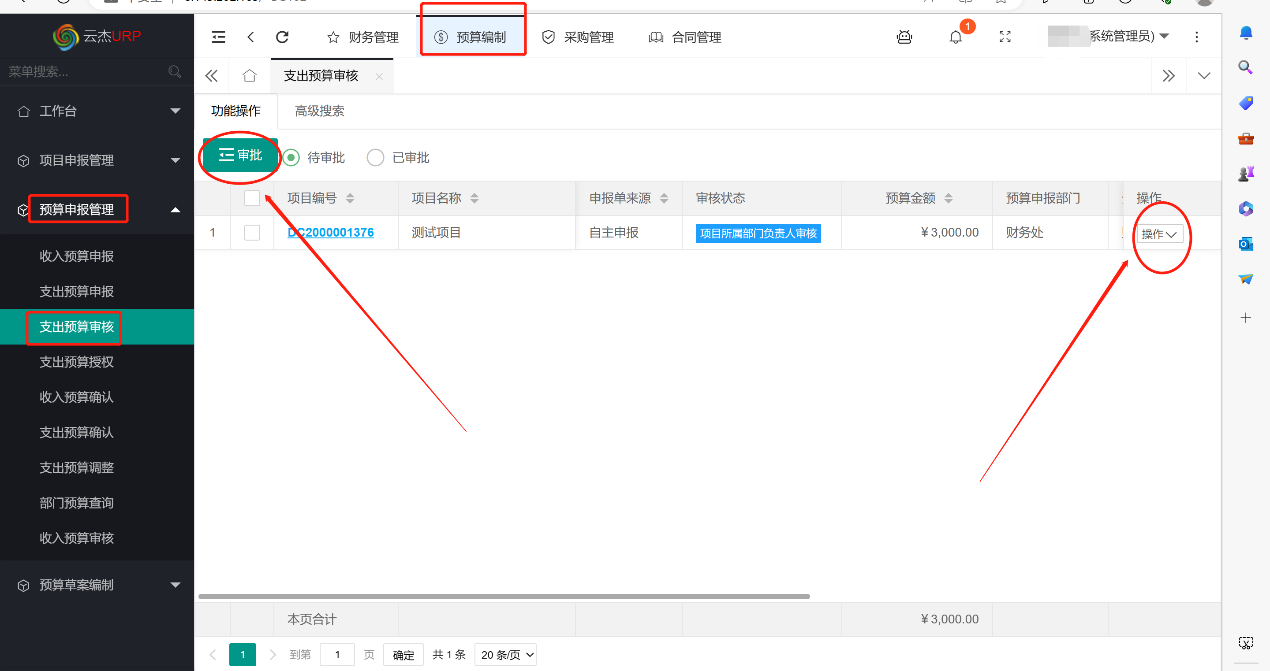 云杰URP
财务管理
预算编制
采购管理
合同管理
1
系统管理员)
菜单搜索...
支出预算审核
工作台
项目申报管理
预算申报管理
收入预算申报
支出预算申报
支出预算审核
支出预算授权
收入预算确认
支出预算确认
支出预算调整
部门预算查询
收入预算审核
预算草案编制
功能操作
高级搜索
审批
待审批
已审批
项目编号 项目名称 申报单来源 审核状态 预算金额 预算申报部门 操作
1 DC2000001376 测试项目 自主申报 项目所属部门负责人审核 ￥3,000.00 财务处 操作
本页合计 ￥3,000.00
1 到第 1 页 确定 共 1 条 20 条/页